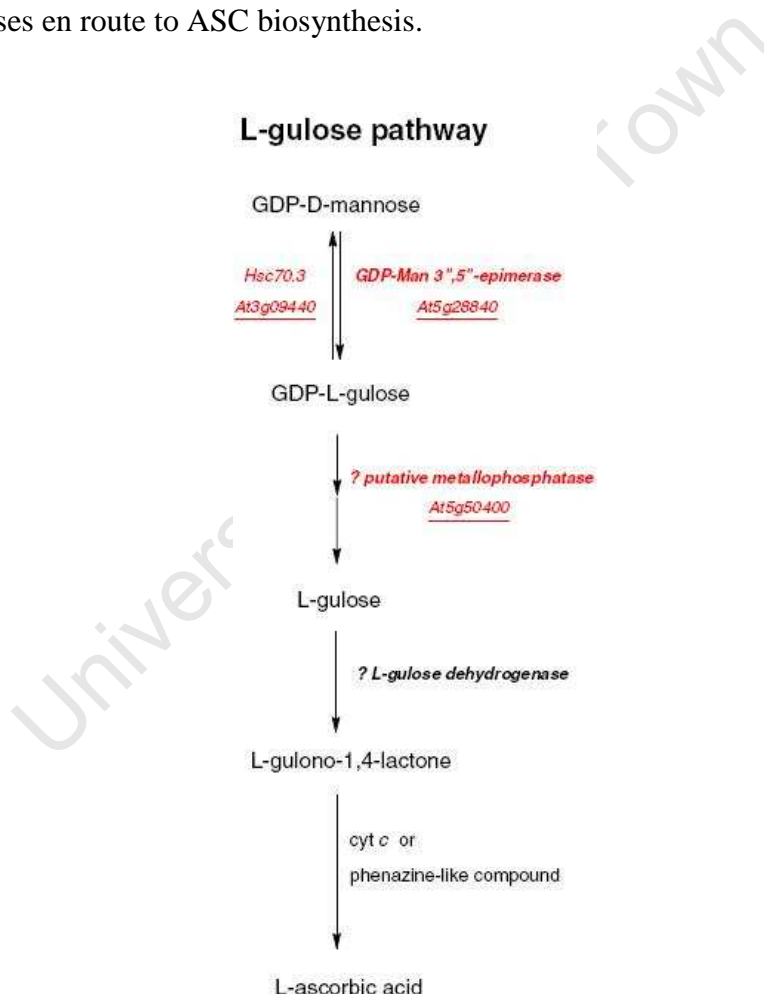 ses en route to ASC biosynthesis.
L-gulose pathway
GDP-D-mannose
Hsc70.3 GDP-Man 3",5"-epimerase
At3g09440 At5g28840
GDP-L-gulose
? putative metallophosphatase
At5g50400
L-gulose
? L-gulose dehydrogenase
L-gulono-1,4-lactone
cyt c or
phenazine-like compound
L-ascorbic acid
Univers
Town